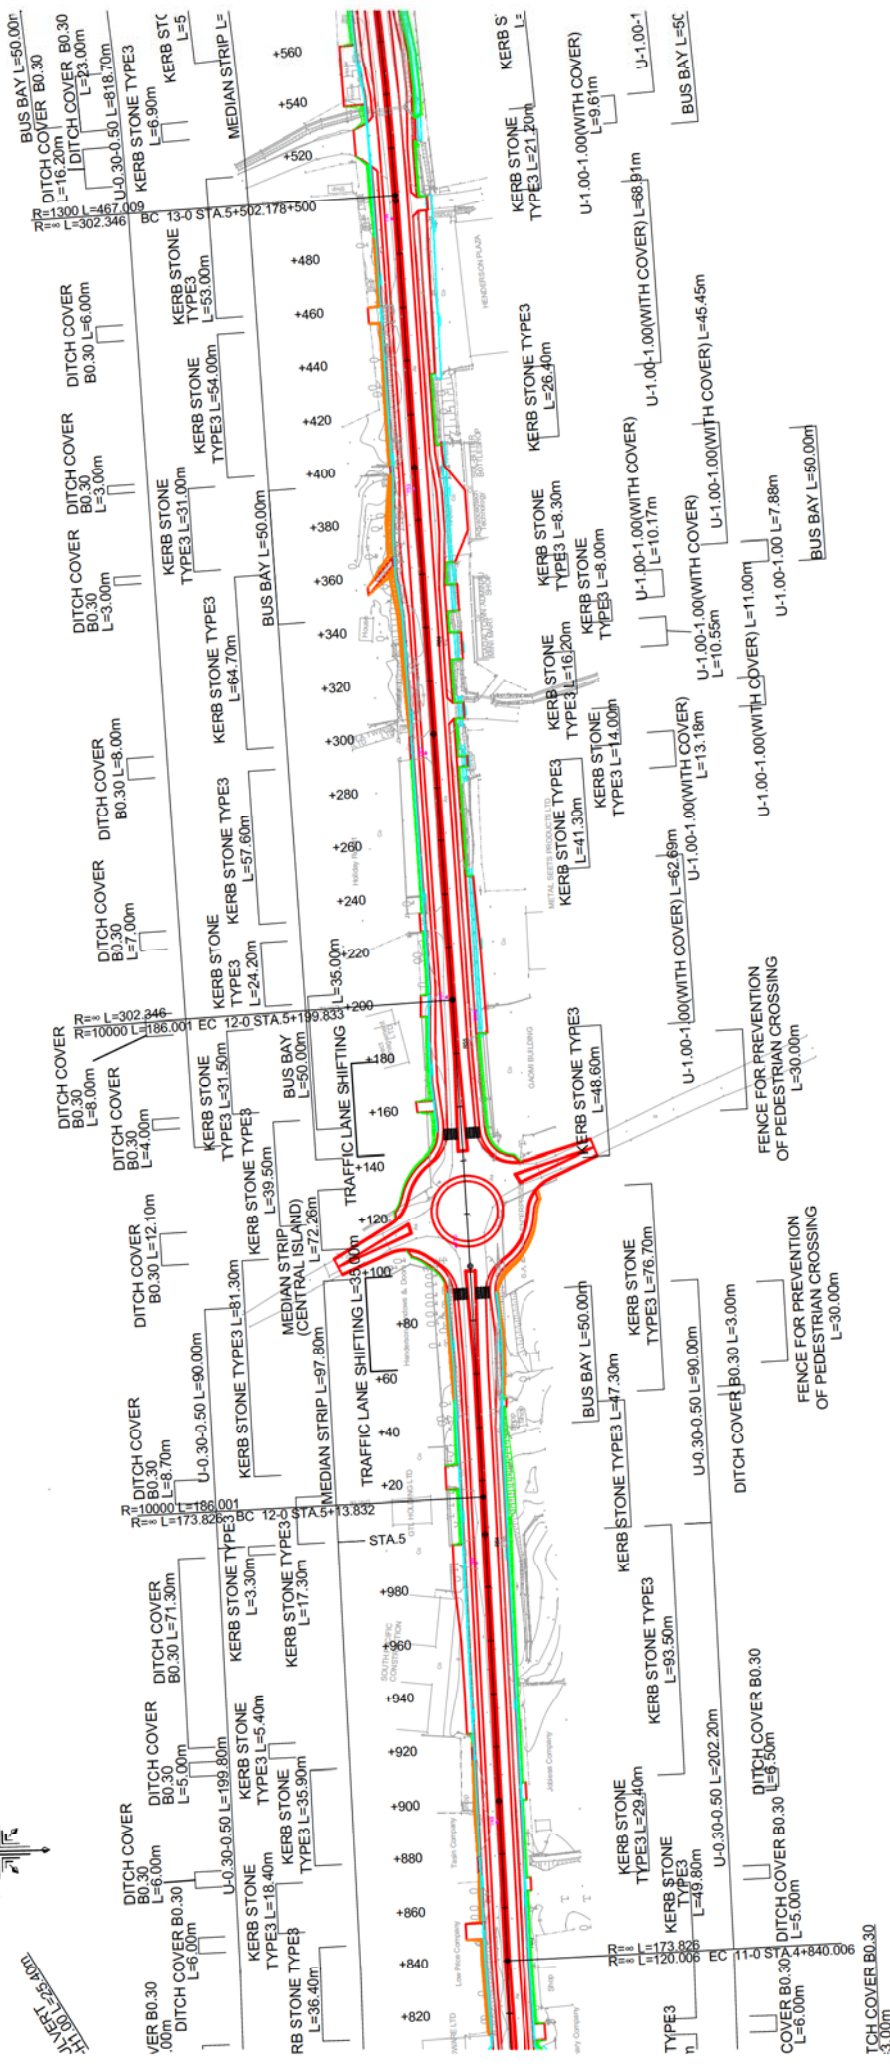 BUS BAY L=50.00m
DITCH COVER B0.30
L=16.20m
DITCH COVER B0.30
L=23.00m
U-0.30-0.50 L=818.70m
KERB STONE TYPE3
L=6.90m
MEDIAN STRIP L=
R=1300 L=467.009
R=∞ L=302.346
BC 13-0 STA.5+502.178
+560
+540
+520
+500
+480
+460
+440
+420
+400
+380
+360
+340
+320
+300
+280
+260
+240
+220
+200
+180
+160
+140
+120
+100
+80
+60
+40
+20
STA.5
+980
+960
+940
+920
+900
+880
+860
+840
+820
DITCH COVER
B0.30 L=6.00m
KERB STONE
TYPE3
L=53.00m
KERB STONE
TYPE3 L=54.00m
DITCH COVER
B0.30
L=3.00m
KERB STONE
TYPE3 L=31.00m
BUS BAY L=50.00m
DITCH COVER
B0.30
L=3.00m
KERB STONE TYPE3
L=64.70m
DITCH COVER
B0.30 L=8.00m
KERB STONE TYPE3
L=57.60m
DITCH COVER
B0.30
L=7.00m
KERB STONE
TYPE3
L=24.20m
R=∞ L=302.346
R=10000 L=186.001 EC 12-0 STA.5+199.833
DITCH COVER
B0.30
L=8.00m
DITCH COVER
B0.30
L=4.00m
KERB STONE
TYPE3 L=31.50m
BUS BAY
L=50.00m
TRAFFIC LANE SHIFTING L=35.00m
KERB STONE TYPE3
L=39.50m
MEDIAN STRIP
(CENTRAL ISLAND)
L=72.26m
DITCH COVER
B0.30 L=12.10m
U-0.30-0.50 L=90.00m
KERB STONE TYPE3 L=81.30m
MEDIAN STRIP L=97.80m
TRAFFIC LANE SHIFTING L=35.00m
DITCH COVER
B0.30
L=8.70m
R=10000 L=186.001
R=∞ L=173.826 BC 12-0 STA.5+13.832
KERB STONE TYPE3
L=3.30m
KERB STONE TYPE3
L=17.30m
DITCH COVER
B0.30 L=71.30m
DITCH COVER
B0.30
L=5.00m
U-0.30-0.50 L=199.80m
KERB STONE
TYPE3 L=5.40m
KERB STONE
TYPE3 L=35.90m
DITCH COVER
B0.30
L=6.00m
DITCH COVER B0.30
L=6.00m
KERB STONE
TYPE3 L=18.40m
L=36.40m
L=25.40m
KERB STONE
TYPE3 L=21.20m
U-1.00-1.00(WITH COVER)
L=9.61m
U-1.00-1.00(WITH COVER) L=68.91m
HENDERSON PLAZA
KERB STONE TYPE3
L=26.40m
U-1.00-1.00(WITH COVER) L=45.45m
KERB STONE
TYPE3 L=8.30m
U-1.00-1.00(WITH COVER)
L=10.17m
U-1.00-1.00 L=7.88m
BUS BAY L=50.00m
KERB STONE
TYPE3 L=8.00m
U-1.00-1.00(WITH COVER)
L=10.55m
KERB STONE
TYPE3 L=16.20m
U-1.00-1.00(WITH COVER) L=11.00m
KERB STONE
TYPE3 L=14.00m
U-1.00-1.00(WITH COVER)
L=13.18m
KERB STONE TYPE3
L=41.30m
U-1.00-1.00(WITH COVER) L=62.69m
GAOMI BUILDING
KERB STONE TYPE3
L=48.60m
FENCE FOR PREVENTION
OF PEDESTRIAN CROSSING
L=30.00m
KERB STONE
TYPE3 L=76.70m
BUS BAY L=50.00m
U-0.30-0.50 L=90.00m
DITCH COVER B0.30 L=3.00m
FENCE FOR PREVENTION
OF PEDESTRIAN CROSSING
L=30.00m
KERB STONE TYPE3 L=47.30m
KERB STONE TYPE3
L=93.50m
U-0.30-0.50 L=202.20m
DITCH COVER B0.30
L=6.50m
Jobless Company
KERB STONE
TYPE3 L=29.40m
KERB STONE
TYPE3
L=49.80m
DITCH COVER B0.30
L=5.00m
R=∞ L=173.826
R=∞ L=120.006 EC 11-0 STA.4+840.006
L=6.00m
Low Price Company
Tasin Company
Shop